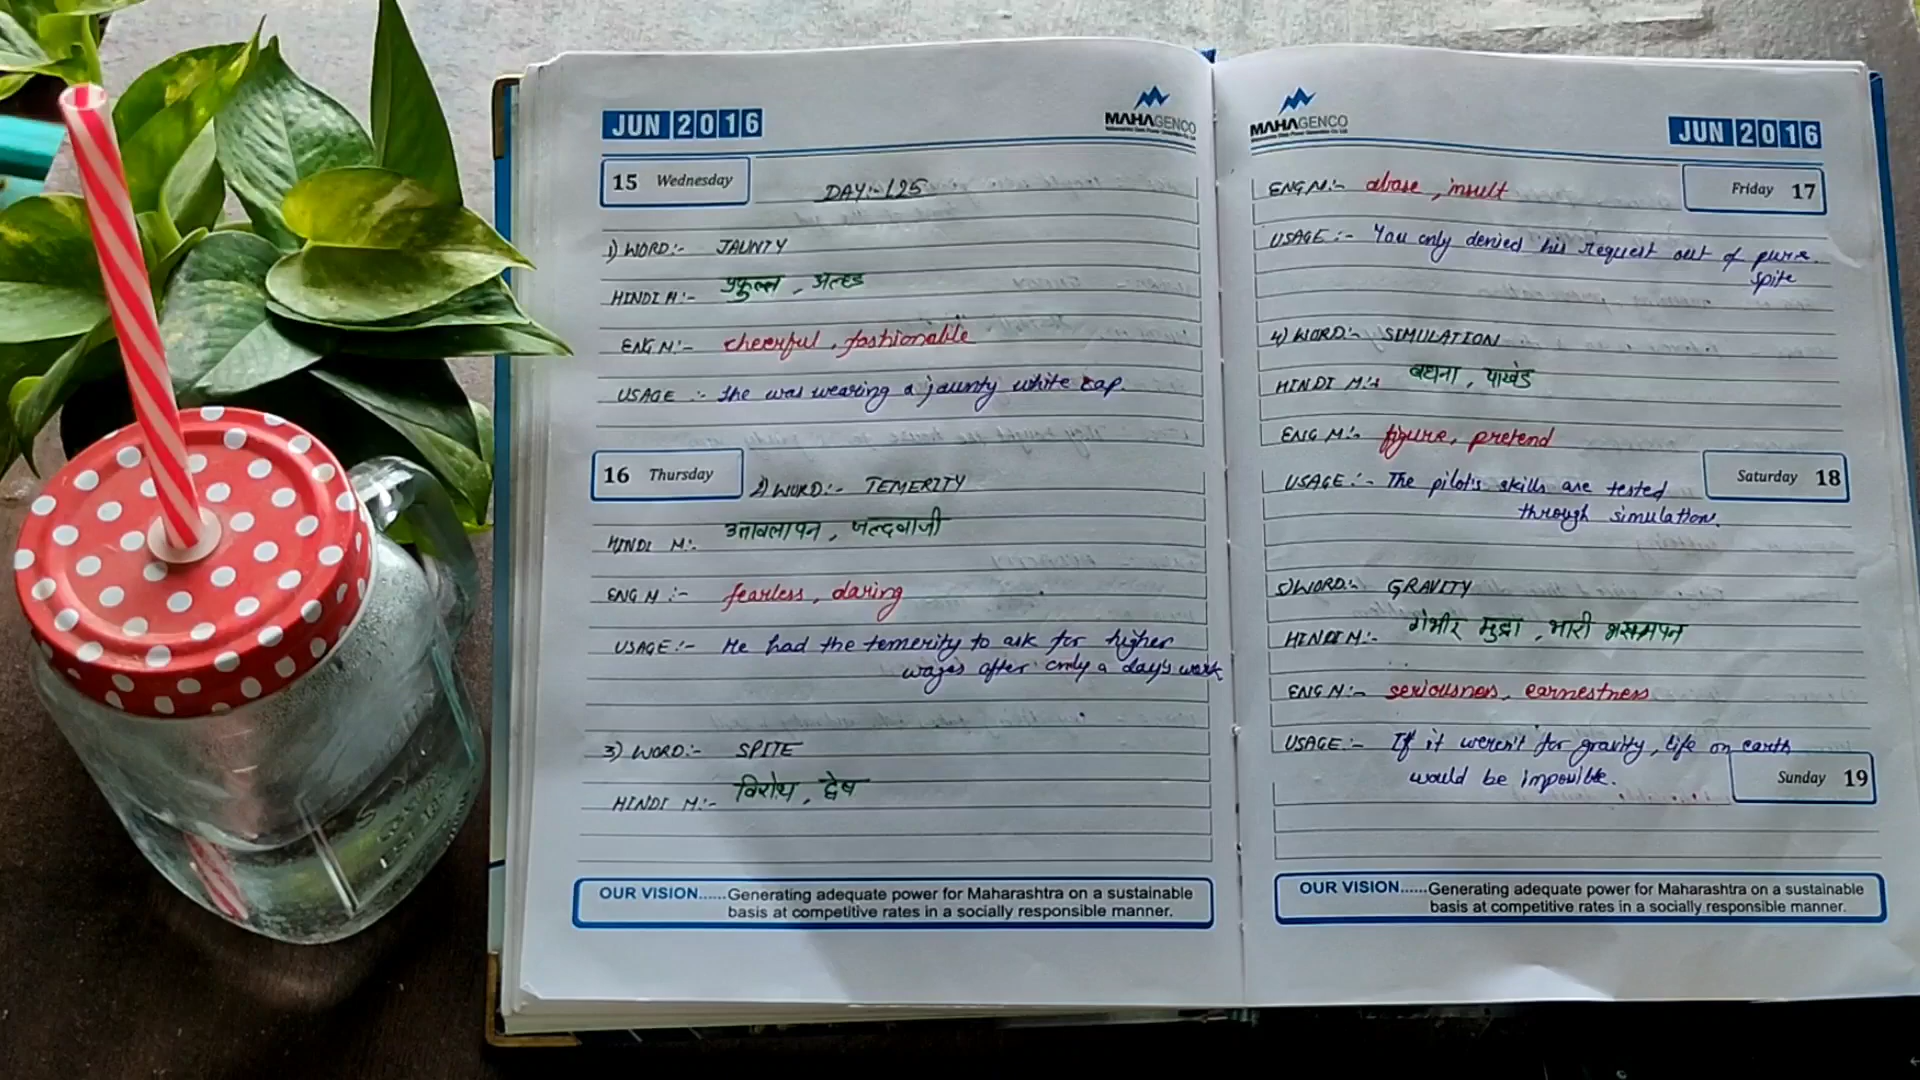 JUN 2016
MAHAGENCO
15 Wednesday
DAY:- 125
1) WORD:- JAUNTY
HINDI M:- प्रफुल्ल, अल्हड
ENG M:- cheerful, fashionable
USAGE :- She was wearing a jaunty white cap.
16 Thursday
2) WORD:- TEMERITY
HINDI M:- उतावलापन, जल्दबाजी
ENG M :- fearless, daring
USAGE:- He had the temerity to ask for higher
wages after only a day's work
3) WORD:- SPITE
HINDI M:- विरोध, द्वेष
OUR VISION......Generating adequate power for Maharashtra on a sustainable
basis at competitive rates in a socially responsible manner.
MAHAGENCO
JUN 2016
Friday 17
ENG M:- abase, insult
USAGE:- You only denied his request out of pure
spite
4) WORD:- SIMULATION
HINDI M:- पाखंड
ENG M:- figure, pretend
Saturday 18
USAGE:- The pilot's skills are tested
through simulation.
5) WORD:- GRAVITY
HINDI M:- गंभीर मुद्रा, भारी
ENG M:- seriousness, earnestness
USAGE:- If it weren't for gravity, life on earth
would be impossible.
Sunday 19
OUR VISION......Generating adequate power for Maharashtra on a sustainable
basis at competitive rates in a socially responsible manner.